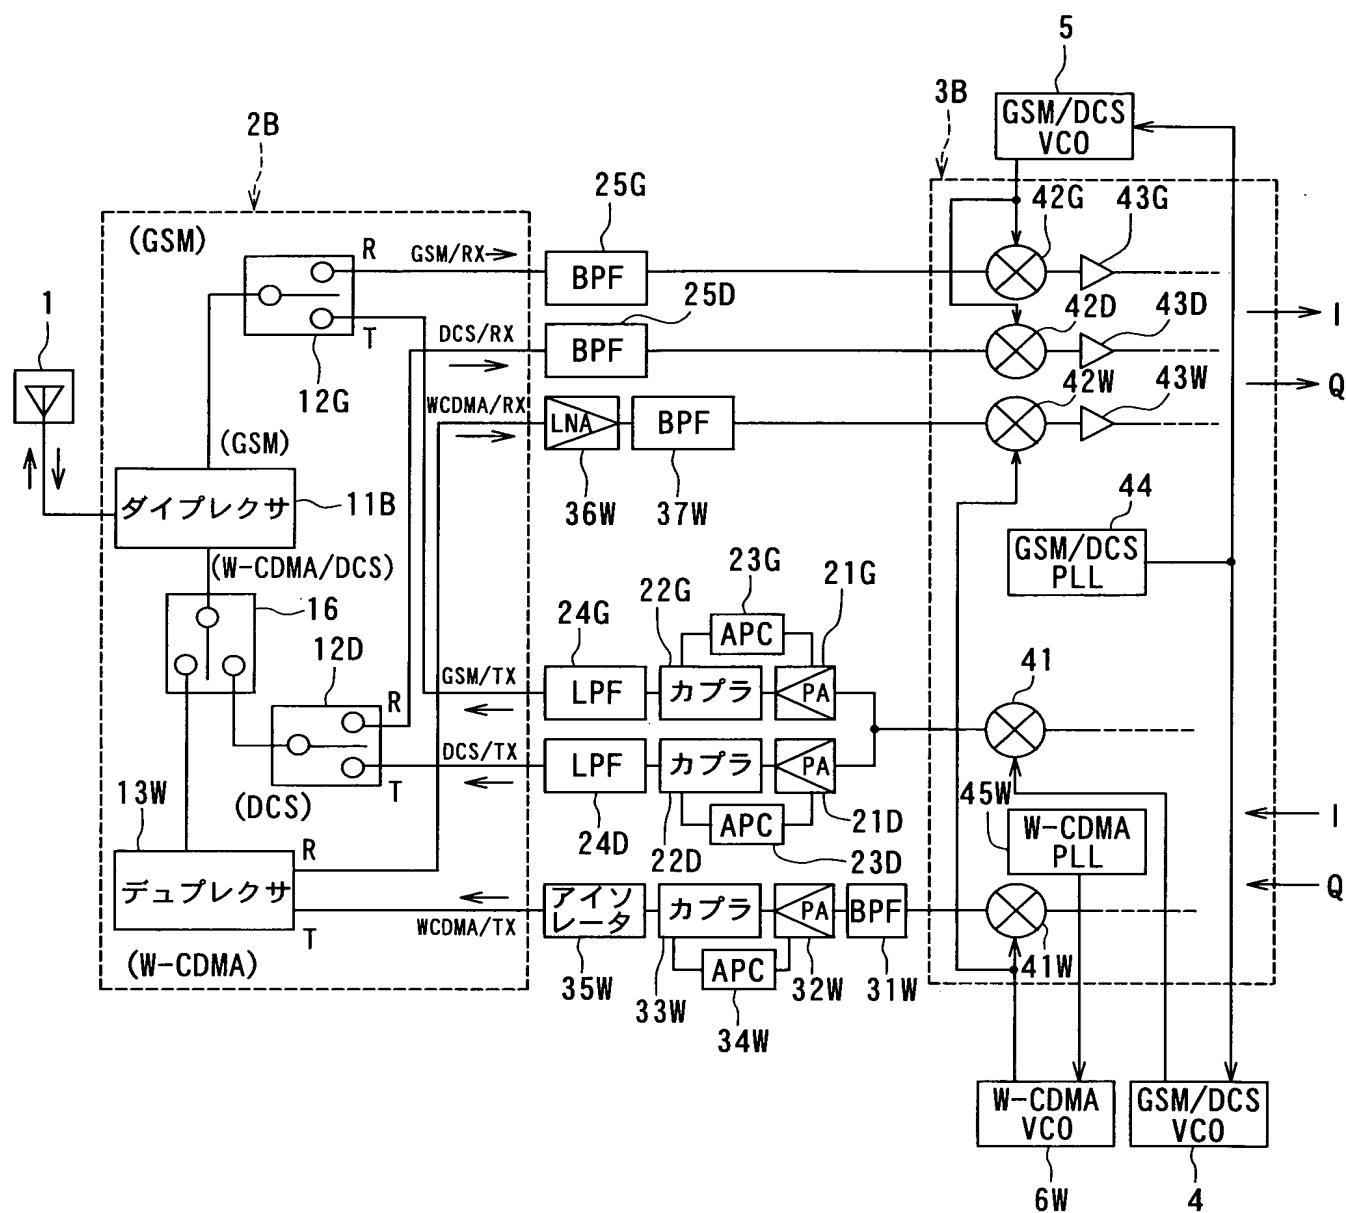 5
3B
GSM/DCS
VCO
2B
25G
42G
43G
(GSM)
R
GSM/RX
BPF
T
25D
42D
43D
I
1
DCS/RX
BPF
12G
42W
43W
Q
WCDMA/RX
LNA
BPF
(GSM)
ダイプレクサ
11B
36W
37W
44
(W-CDMA/DCS)
GSM/DCS
PLL
16
23G
21G
22G
24G
APC
12D
41
GSM/TX
LPF
カプラ
PA
R
DCS/TX
LPF
カプラ
PA
T
13W
(DCS)
45W
24D
22D
APC
21D
23D
W-CDMA
PLL
I
R
デュプレクサ
アイソ
レータ
カプラ
PA
BPF
Q
T
WCDMA/TX
(W-CDMA)
35W
33W
APC
32W
31W
41W
34W
W-CDMA
VCO
GSM/DCS
VCO
6W
4